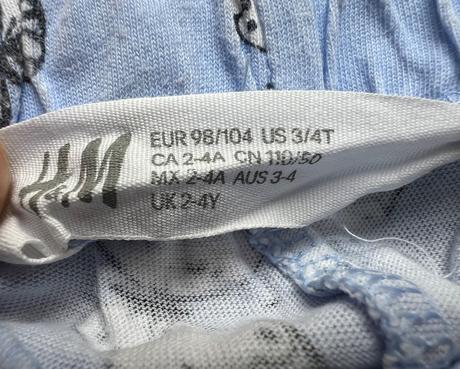 H&M
EUR 98/104 US 3/4T
CA 2-4A CN 110/50
MX 2-4A AUS 3-4
UK 2-4Y